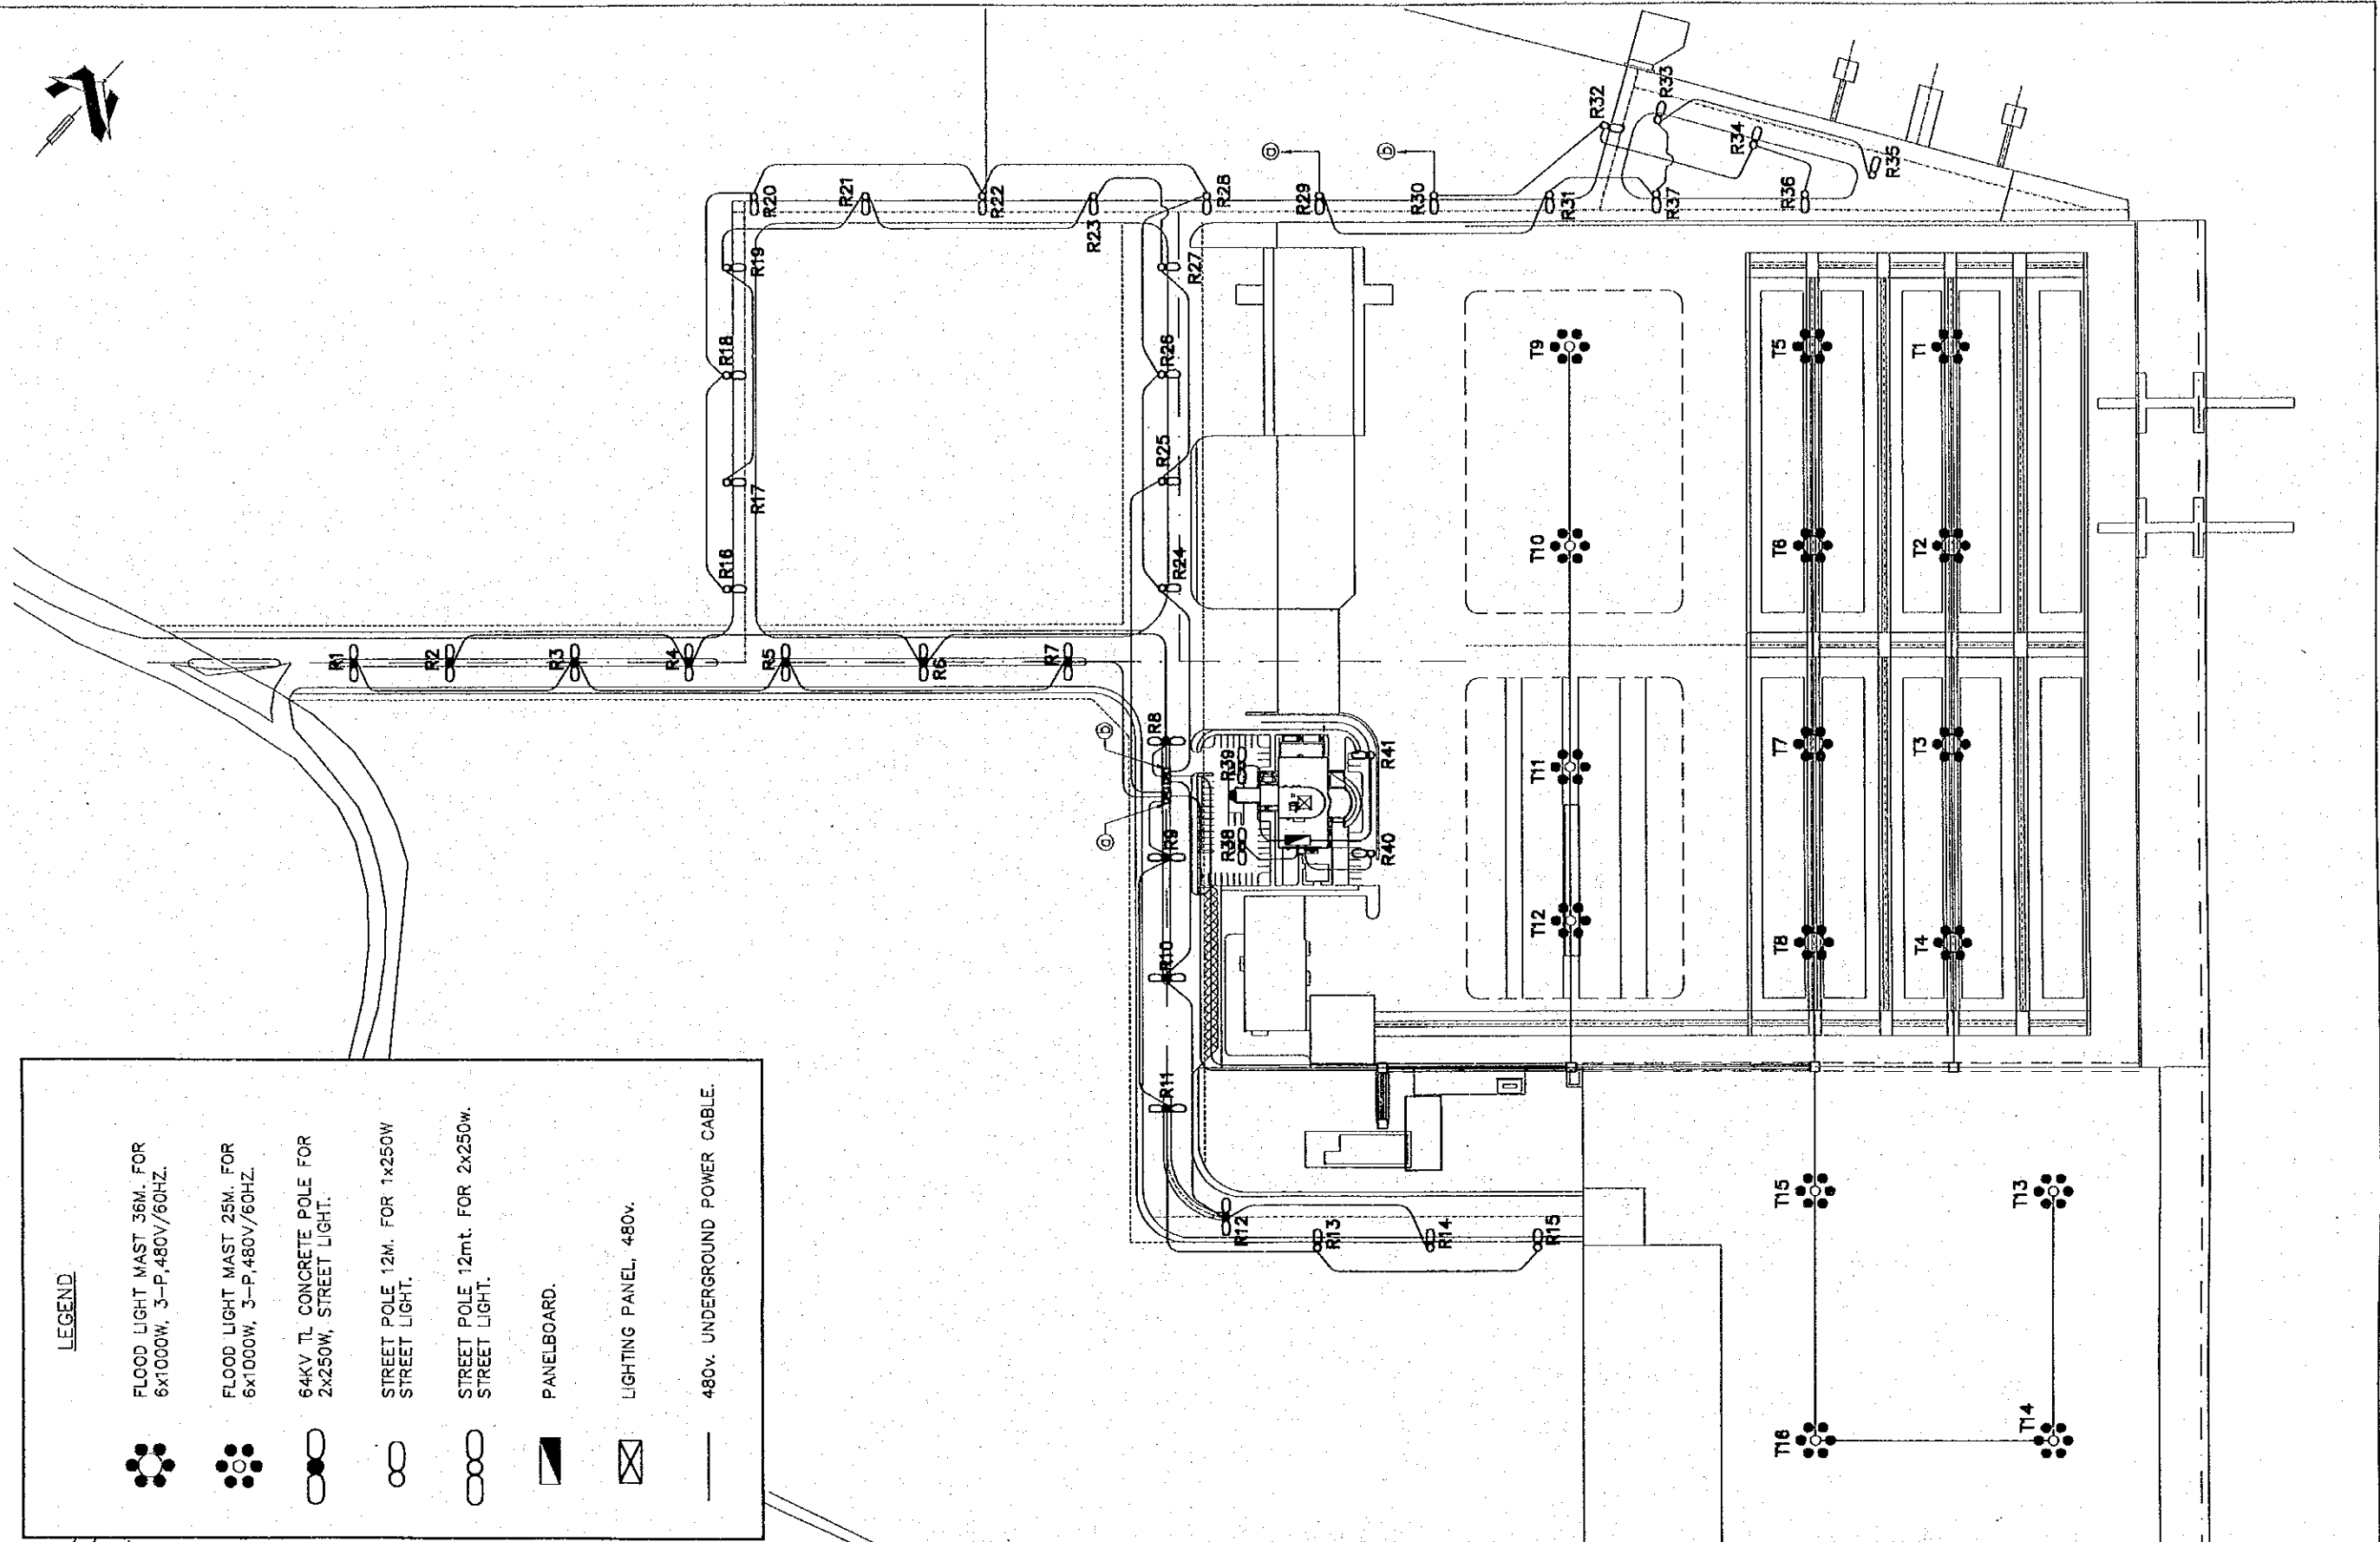 LEGEND
FLOOD LIGHT MAST 36M. FOR
6x1000W, 3-P,480V/60HZ.
FLOOD LIGHT MAST 25M. FOR
6x1000W, 3-P,480V/60HZ.
64KV TL CONCRETE POLE FOR
2x250W, STREET LIGHT.
STREET POLE 12M. FOR 1x250W
STREET LIGHT.
STREET POLE 12mt. FOR 2x250w.
STREET LIGHT.
PANELBOARD.
LIGHTING PANEL, 480v.
480v. UNDERGROUND POWER CABLE.
R1
R2
R3
R4
R5
R6
R7
R8
R9
R10
R11
R12
R13
R14
R15
R16
R17
R18
R19
R20
R21
R22
R23
R24
R25
R26
R27
R28
R29
R30
R31
R32
R33
R34
R35
R36
R37
R38
R39
R40
R41
a
b
a
b
T1
T2
T3
T4
T5
T6
T7
T8
T9
T10
T11
T12
T13
T14
T15
T16